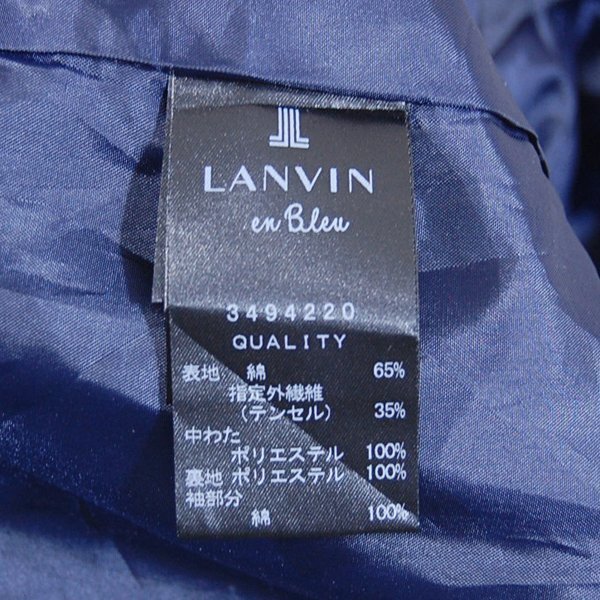 LANVIN
en Bleu
3494220
QUALITY
表地 綿 65%
指定外繊維
(テンセル) 35%
中わた
ポリエステル 100%
裏地 ポリエステル 100%
袖部分
綿 100%